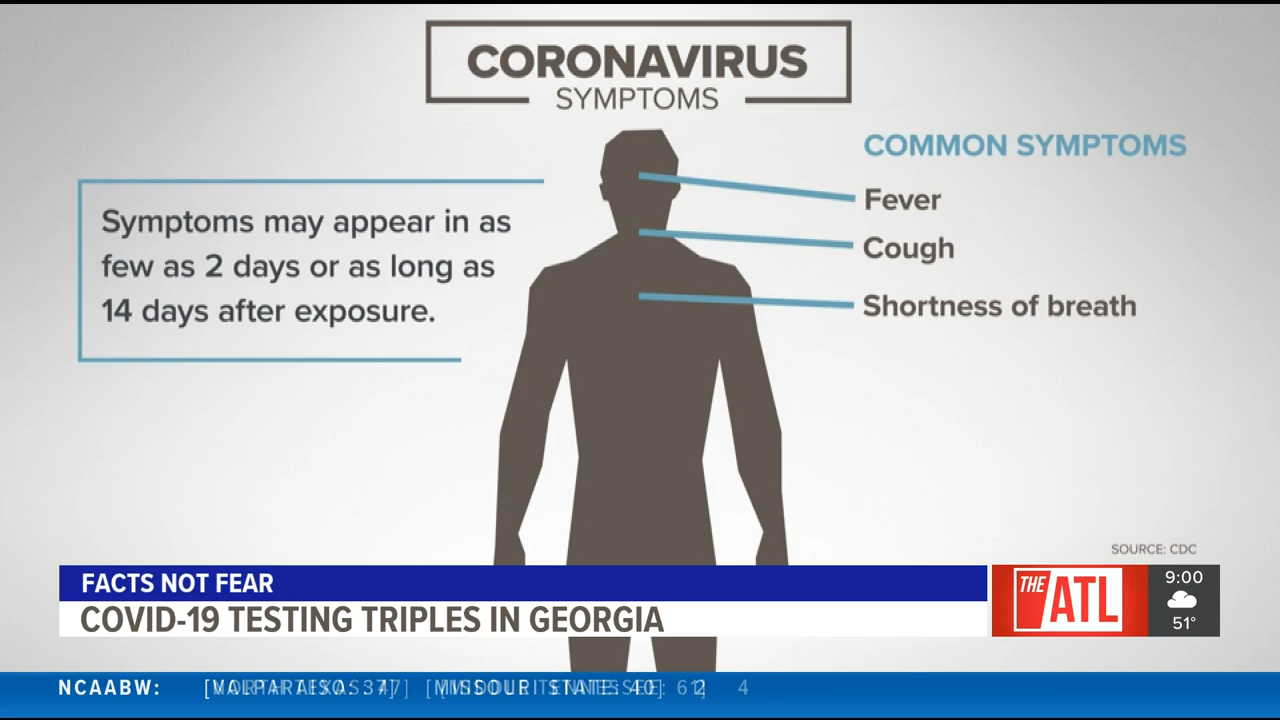 CORONAVIRUS
SYMPTOMS
COMMON SYMPTOMS
Symptoms may appear in as
few as 2 days or as long as
14 days after exposure.
Fever
Cough
Shortness of breath
SOURCE: CDC
FACTS NOT FEAR
COVID-19 TESTING TRIPLES IN GEORGIA
THE ATL
9:00
51°
NCAABW: